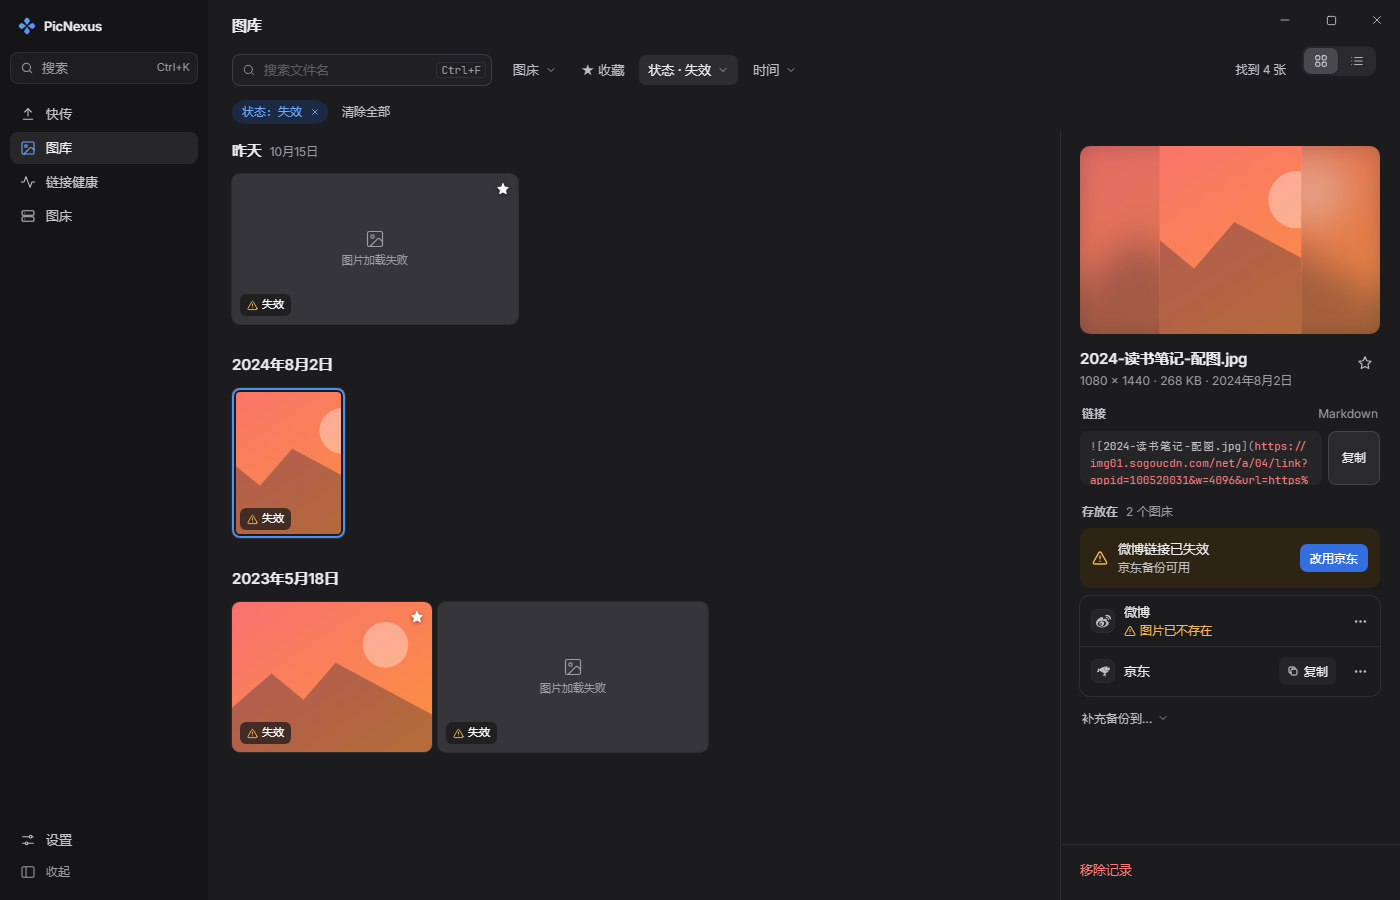 PicNexus
搜索 Ctrl+K
快传
图库
链接健康
图床
设置
收起
图库
搜索文件名 Ctrl+F
图床
★ 收藏
状态 · 失效
时间
找到 4 张
状态: 失效 ×
清除全部
昨天 10月15日
图片加载失败
失效
2024年8月2日
失效
2023年5月18日
失效
图片加载失败
失效
2024-读书笔记-配图.jpg
1080 × 1440 · 268 KB · 2024年8月2日
链接 Markdown
![2024-读书笔记-配图.jpg](https://
img01.sogoucdn.com/net/a/04/link?
appid=100520031&w=4096&url=https%
复制
存放在 2 个图床
微博链接已失效
京东备份可用
改用京东
微博
图片已不存在
京东
复制
补充备份到...
移除记录